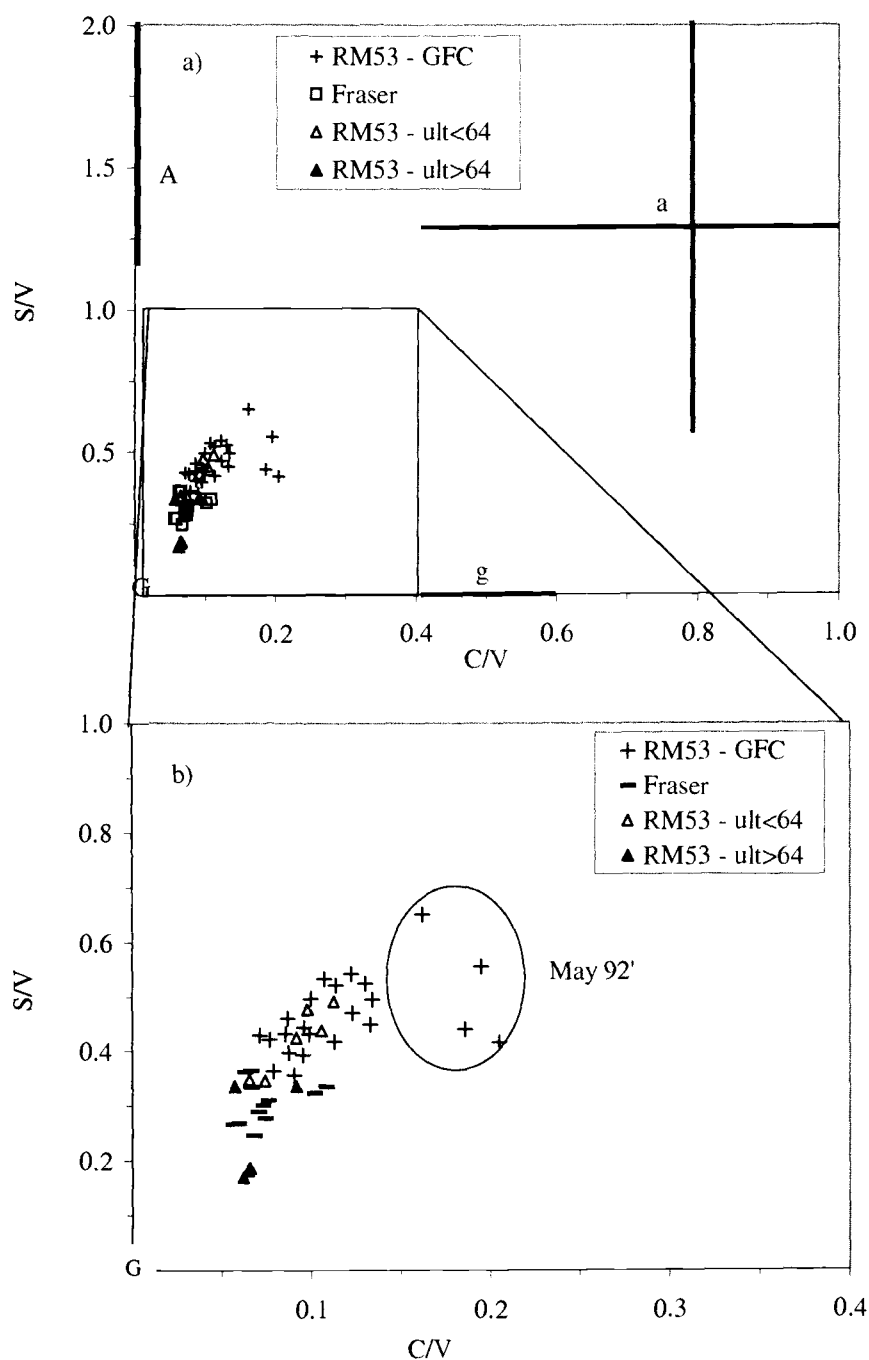 2.0
a)
+ RM53 - GFC
Fraser
RM53 - ult<64
RM53 - ult>64
1.5
A
a
S/V
1.0
0.5
G
g
0.2
0.4
0.6
0.8
1.0
C/V
1.0
b)
+ RM53 - GFC
Fraser
RM53 - ult<64
RM53 - ult>64
0.8
0.6
May 92'
S/V
0.4
0.2
G
0.1
0.2
0.3
0.4
C/V